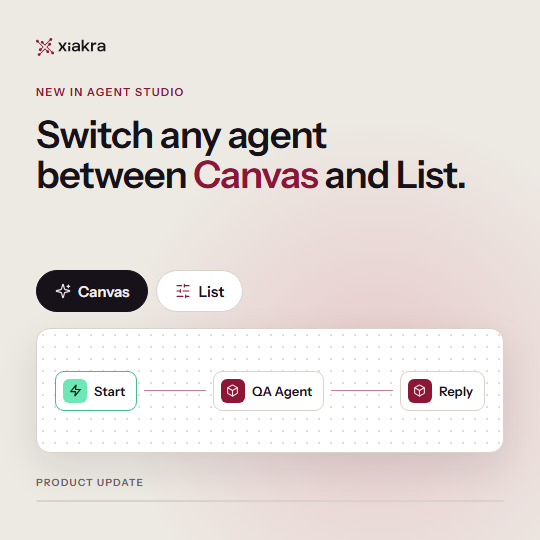 xiakra
NEW IN AGENT STUDIO
Switch any agent
between Canvas and List.
Canvas
List
Start
QA Agent
Reply
PRODUCT UPDATE